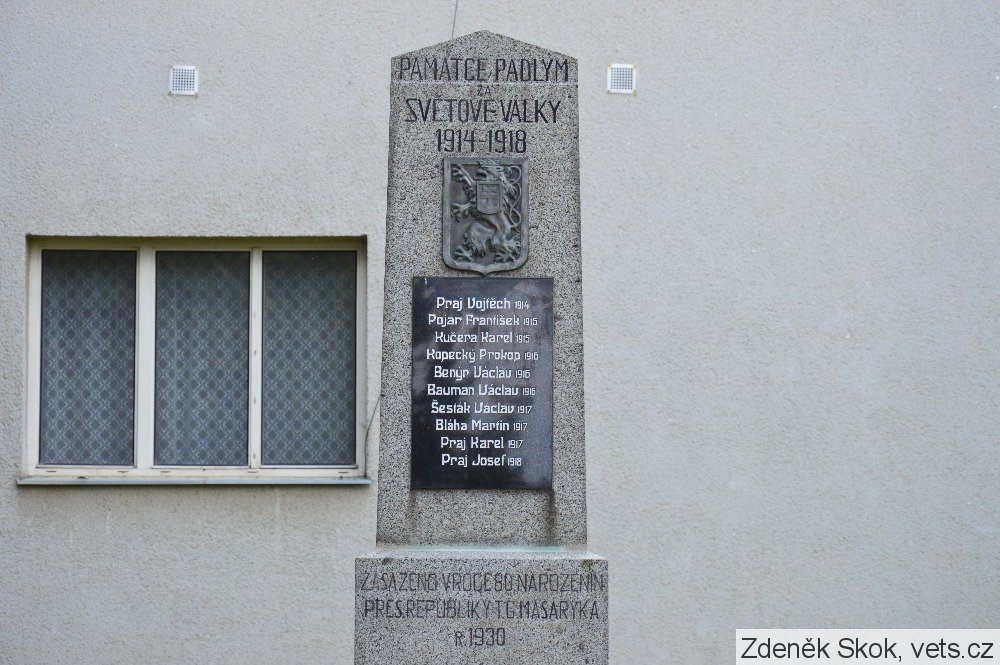 PAMÁTCE PADLÝM
ZA
SVĚTOVÉ VÁLKY
1914-1918
Praj Vojtěch 1914
Pojar František 1915
Kučera Karel 1915
Kopecký Prokop 1916
Benýr Václav 1916
Bauman Václav 1916
Šesták Václav 1917
Bláha Martin 1917
Praj Karel 1917
Praj Josef 1918
ZASAZENO V ROCE 80. NAROZENIN
PRES. REPUBLIKY T.G. MASARYKA
R. 1930
Zdeněk Skok, vets.cz